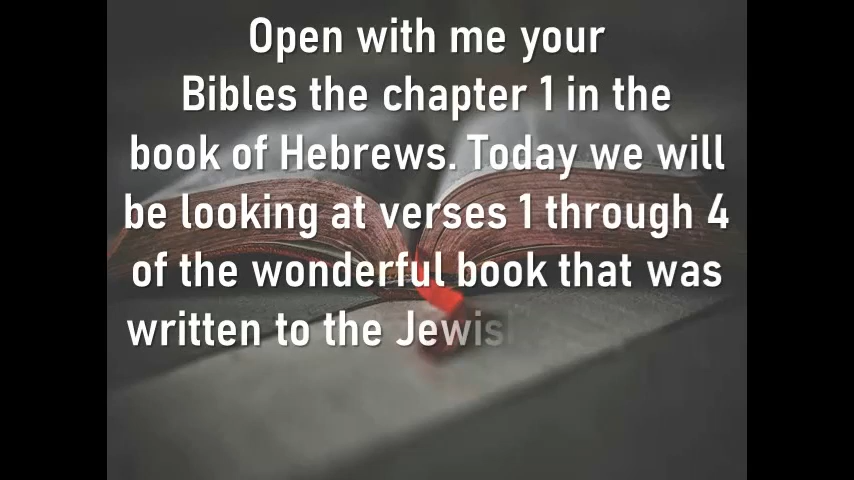 Open with me your
Bibles the chapter 1 in the
book of Hebrews. Today we will
be looking at verses 1 through 4
of the wonderful book that was
written to the Jewis